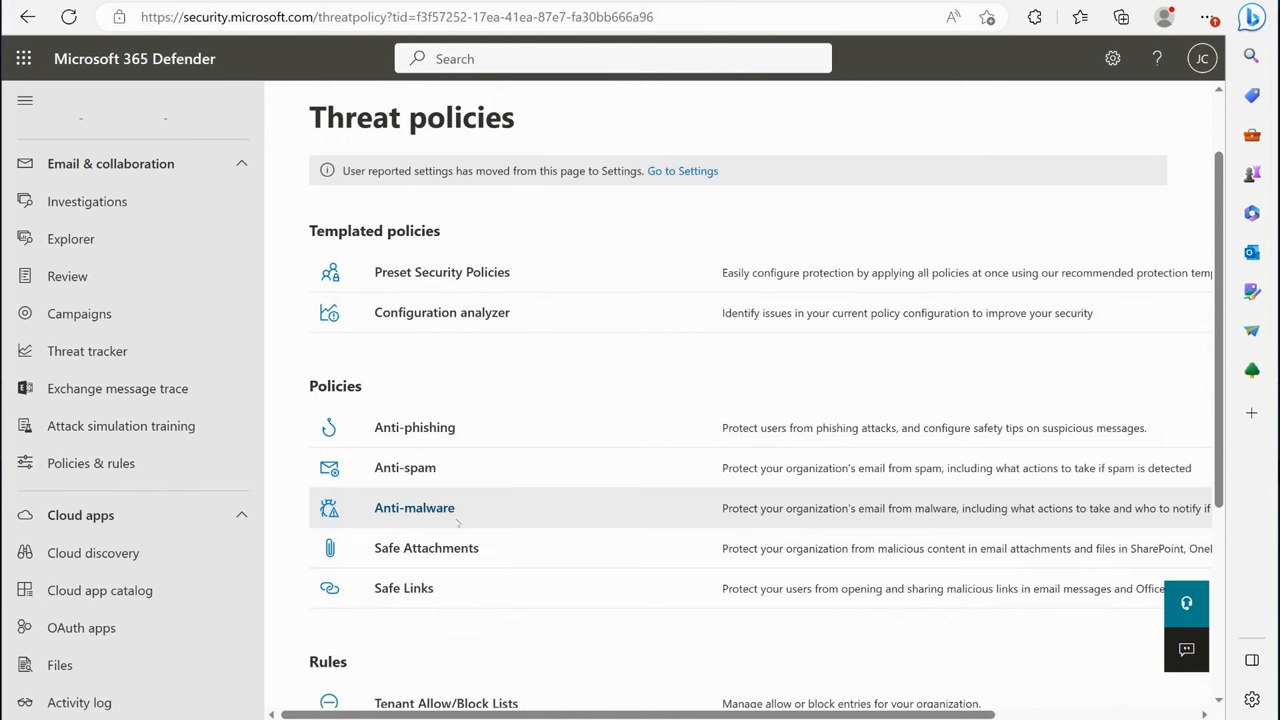 https://security.microsoft.com/threatpolicy?tid=f3f57252-17ea-41ea-87e7-fa30bb666a96
Microsoft 365 Defender
Search
JC
Email & collaboration
Investigations
Explorer
Review
Campaigns
Threat tracker
Exchange message trace
Attack simulation training
Policies & rules
Cloud apps
Cloud discovery
Cloud app catalog
OAuth apps
Files
Activity log
Threat policies
User reported settings has moved from this page to Settings. Go to Settings
Templated policies
Preset Security Policies Easily configure protection by applying all policies at once using our recommended protection
Configuration analyzer Identify issues in your current policy configuration to improve your security
Policies
Anti-phishing Protect users from phishing attacks, and configure safety tips on suspicious messages.
Anti-spam Protect your organization's email from spam, including what actions to take if spam is detected
Anti-malware Protect your organization's email from malware, including what actions to take and who to notify if
Safe Attachments Protect your organization from malicious content in email attachments and files in SharePoint,
Safe Links Protect your users from opening and sharing malicious links in email messages and Office
Rules
Tenant Allow/Block Lists Manage allow or block entries for your organization.